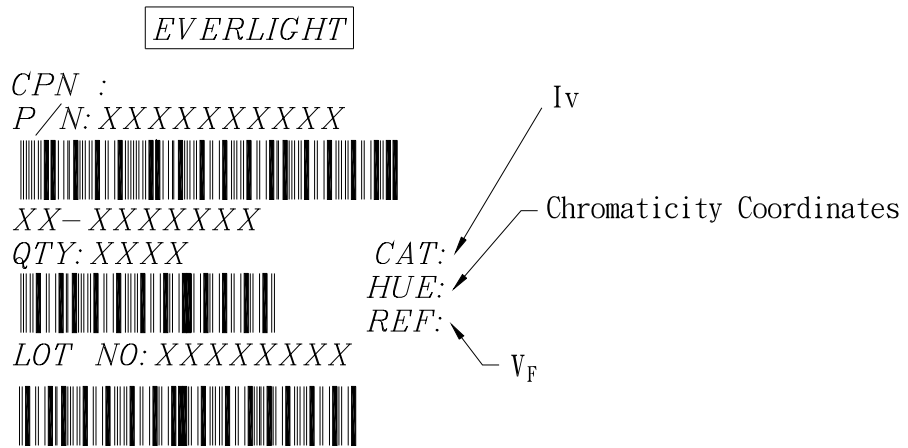 EVERLIGHT
CPN :
P/N: XXXXXXXXXX
XX-XXXXXXX
QTY: XXXX
LOT NO: XXXXXXXX
CAT:
HUE:
REF:
Iv
Chromaticity Coordinates
VF